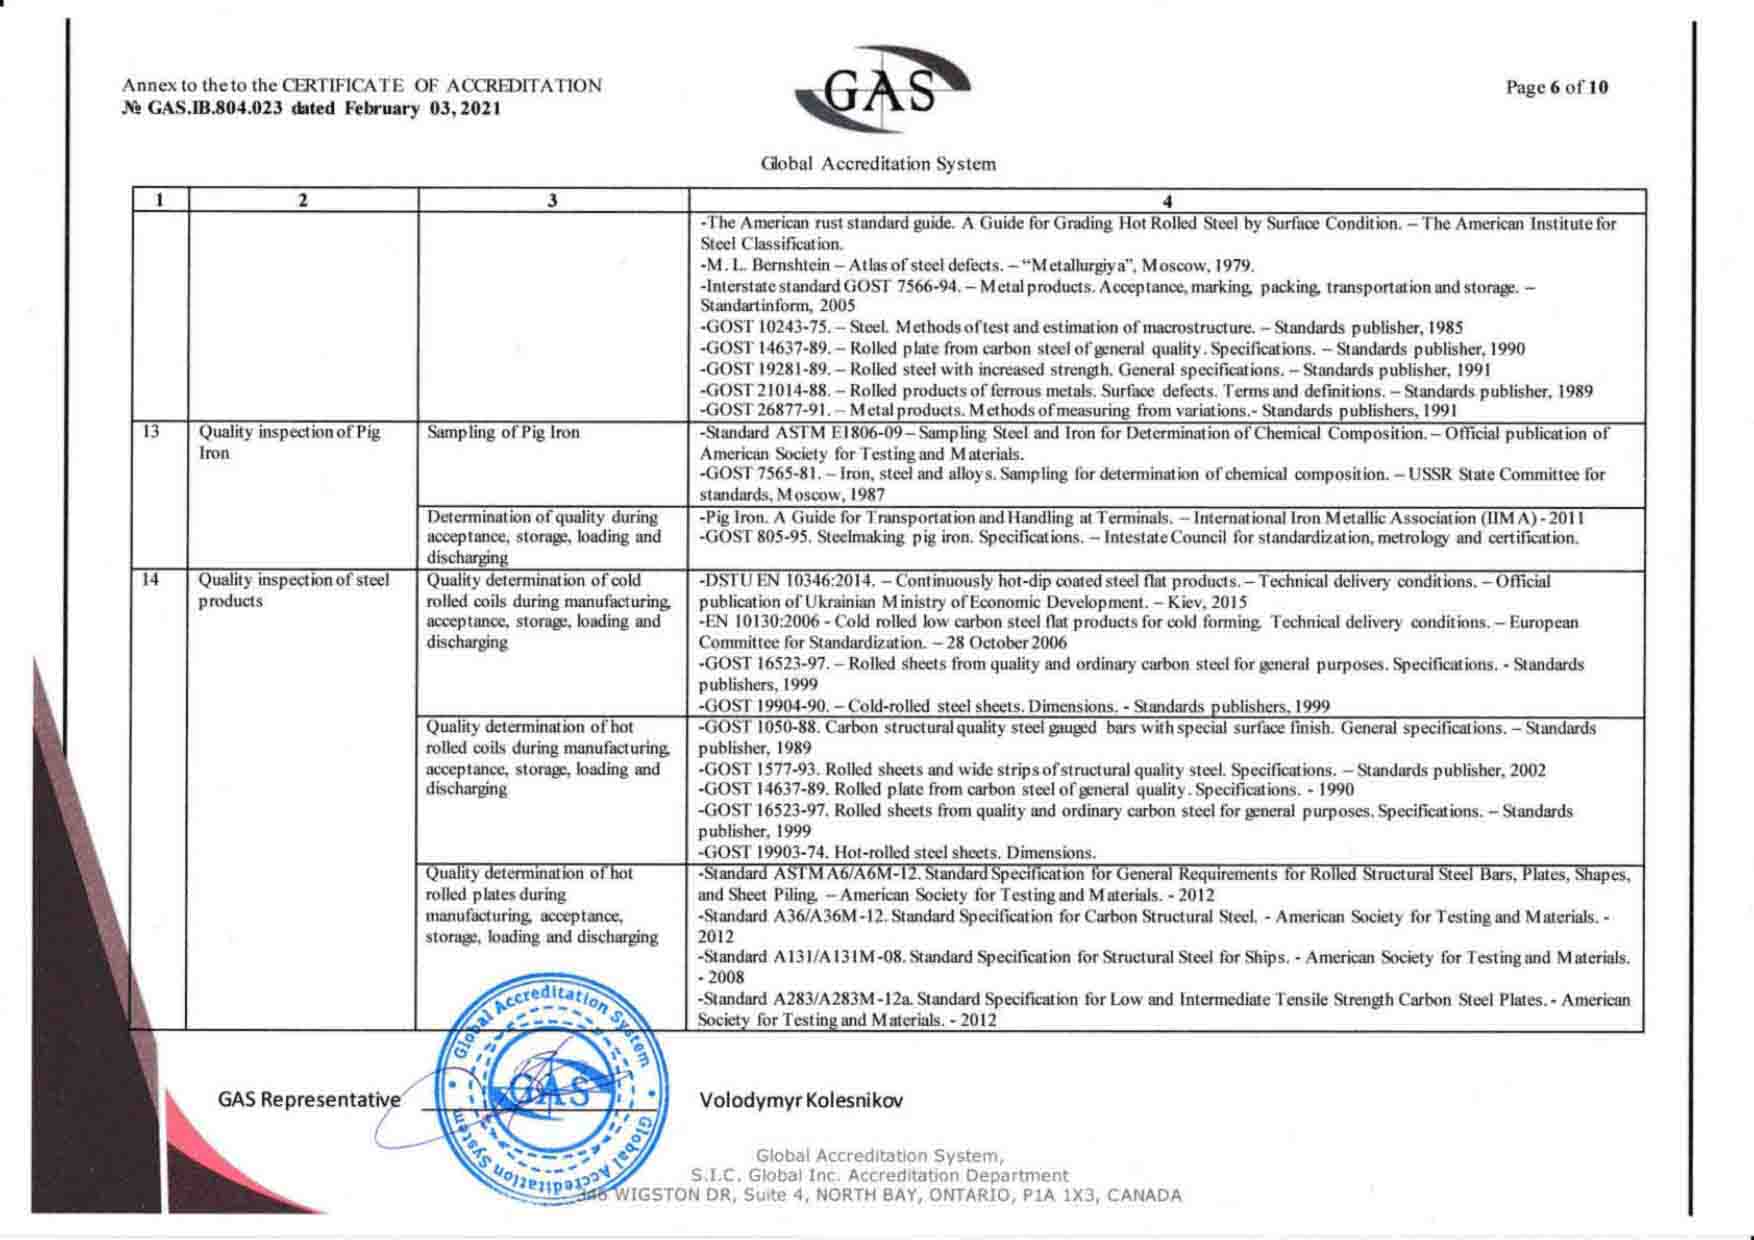 Annex to the to the CERTIFICATE OF ACCREDITATION
№ GAS.IB.804.023 dated February 03, 2021
GAS
Global Accreditation System
Page 6 of 10
1 2 3 4
-The American rust standard guide. A Guide for Grading Hot Rolled Steel by Surface Condition. – The American Institute for
Steel Classification.
-M. L. Bernshtein – Atlas of steel defects. – “Metallurgiya”, Moscow, 1979.
-Interstate standard GOST 7566-94. – Metal products. Acceptance, marking, packing, transportation and storage. –
Standartinform, 2005
-GOST 10243-75. – Steel. Methods of test and estimation of macrostructure. – Standards publisher, 1985
-GOST 14637-89. – Rolled plate from carbon steel of general quality. Specifications. – Standards publisher, 1990
-GOST 19281-89. – Rolled steel with increased strength. General specifications. – Standards publisher, 1991
-GOST 21014-88. – Rolled products of ferrous metals. Surface defects. Terms and definitions. – Standards publisher, 1989
-GOST 26877-91. – Metal products. Methods of measuring from variations.- Standards publishers, 1991
13
Quality inspection of Pig
Iron
Sampling of Pig Iron
-Standard ASTM E1806-09 – Sampling Steel and Iron for Determination of Chemical Composition. – Official publication of
American Society for Testing and Materials.
-GOST 7565-81. – Iron, steel and alloys. Sampling for determination of chemical composition. – USSR State Committee for
standards, Moscow, 1987
Determination of quality during
acceptance, storage, loading and
discharging
-Pig Iron. A Guide for Transportation and Handling at Terminals. – International Iron Metallic Association (IIMA) - 2011
-GOST 805-95. Steelmaking pig iron. Specifications. – Intestate Council for standardization, metrology and certification.
14
Quality inspection of steel
products
Quality determination of cold
rolled coils during manufacturing,
acceptance, storage, loading and
discharging
-DSTU EN 10346:2014. – Continuously hot-dip coated steel flat products. – Technical delivery conditions. – Official
publication of Ukrainian Ministry of Economic Development. – Kiev, 2015
-EN 10130:2006 - Cold rolled low carbon steel flat products for cold forming. Technical delivery conditions. – European
Committee for Standardization. – 28 October 2006
-GOST 16523-97. – Rolled sheets from quality and ordinary carbon steel for general purposes. Specifications. - Standards
publishers, 1999
-GOST 19904-90. – Cold-rolled steel sheets. Dimensions. - Standards publishers, 1999
Quality determination of hot
rolled coils during manufacturing,
acceptance, storage, loading and
discharging
-GOST 1050-88. Carbon structural quality steel gauged bars with special surface finish. General specifications. – Standards
publisher, 1989
-GOST 1577-93. Rolled sheets and wide strips of structural quality steel. Specifications. – Standards publisher, 2002
-GOST 14637-89. Rolled plate from carbon steel of general quality. Specifications. - 1990
-GOST 16523-97. Rolled sheets from quality and ordinary carbon steel for general purposes. Specifications. – Standards
publisher, 1999
-GOST 19903-74. Hot-rolled steel sheets. Dimensions.
Quality determination of hot
rolled plates during
manufacturing, acceptance,
storage, loading and discharging
-Standard ASTM A6/A6M-12. Standard Specification for General Requirements for Rolled Structural Steel Bars, Plates, Shapes,
and Sheet Piling. – American Society for Testing and Materials. - 2012
-Standard A36/A36M-12. Standard Specification for Carbon Structural Steel. - American Society for Testing and Materials. -
2012
-Standard A131/A131M-08. Standard Specification for Structural Steel for Ships. - American Society for Testing and Materials.
- 2008
-Standard A283/A283M-12a. Standard Specification for Low and Intermediate Tensile Strength Carbon Steel Plates. - American
Society for Testing and Materials. - 2012
Global Accreditation System
Global Accreditation System
GAS
GAS Representative
Volodymyr Kolesnikov
Global Accreditation System,
S.I.C. Global Inc. Accreditation Department
346 WIGSTON DR, Suite 4, NORTH BAY, ONTARIO, P1A 1X3, CANADA